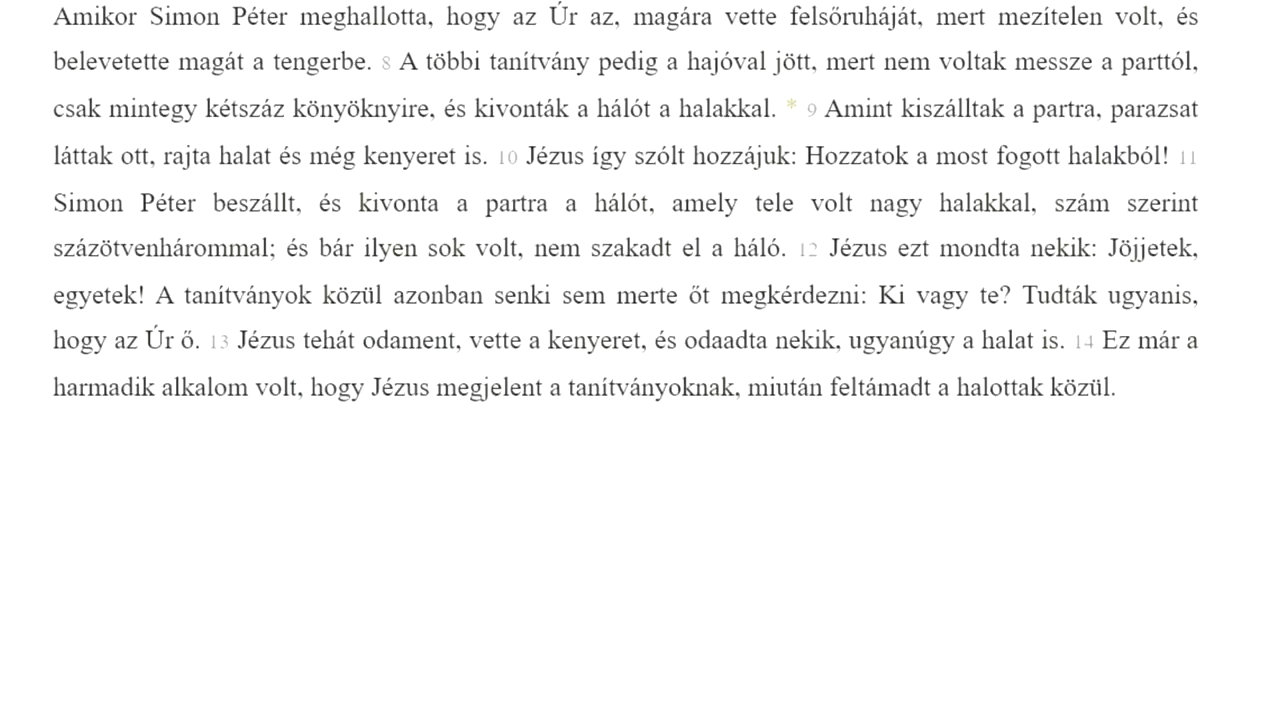 Amikor Simon Péter meghallotta, hogy az Úr az, magára vette felsőruháját, mert mezítelen volt, és
belevetette magát a tengerbe. 8 A többi tanítvány pedig a hajóval jött, mert nem voltak messze a parttól,
csak mintegy kétszáz könyöknyire, és kivonták a hálót a halakkal. * 9 Amint kiszálltak a partra, parazsat
láttak ott, rajta halat és még kenyeret is. 10 Jézus így szólt hozzájuk: Hozzatok a most fogott halakból! 11
Simon Péter beszállt, és kivonta a partra a hálót, amely tele volt nagy halakkal, szám szerint
százötvenhárommal; és bár ilyen sok volt, nem szakadt el a háló. 12 Jézus ezt mondta nekik: Jöjjetek,
egyetek! A tanítványok közül azonban senki sem merte őt megkérdezni: Ki vagy te? Tudták ugyanis,
hogy az Úr ő. 13 Jézus tehát odament, vette a kenyeret, és odaadta nekik, ugyanúgy a halat is. 14 Ez már a
harmadik alkalom volt, hogy Jézus megjelent a tanítványoknak, miután feltámadt a halottak közül.